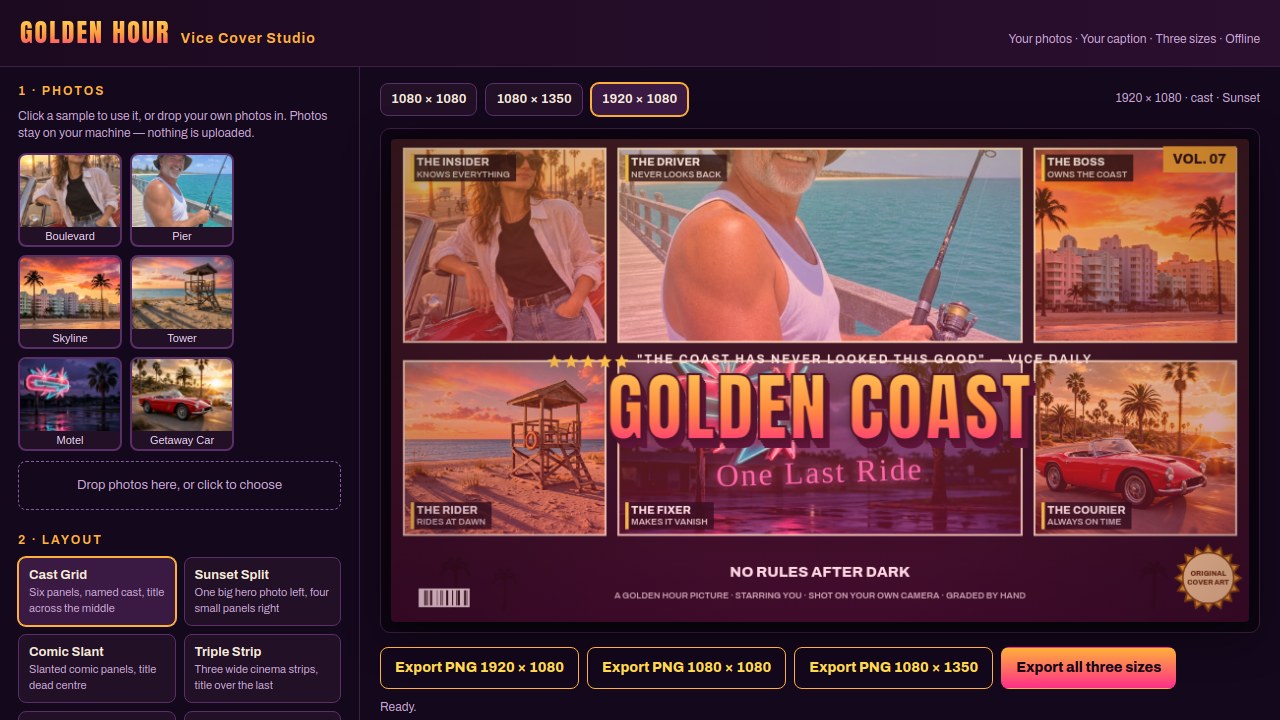 GOLDEN HOUR Vice Cover Studio
Your photos · Your caption · Three sizes · Offline
1 · PHOTOS
Click a sample to use it, or drop your own photos in. Photos
stay on your machine — nothing is uploaded.
Boulevard
Pier
Skyline
Tower
Motel
Getaway Car
Drop photos here, or click to choose
2 · LAYOUT
Cast Grid
Six panels, named cast, title
across the middle
Sunset Split
One big hero photo left, four
small panels right
Comic Slant
Slanted comic panels, title
dead centre
Triple Strip
Three wide cinema strips,
title over the last
1080 × 1080
1080 × 1350
1920 × 1080
1920 × 1080 · cast · Sunset
THE INSIDER
KNOWS EVERYTHING
THE DRIVER
NEVER LOOKS BACK
THE BOSS
OWNS THE COAST
VOL. 07
★★★★★ "THE COAST HAS NEVER LOOKED THIS GOOD" — VICE DAILY
GOLDEN COAST
One Last Ride
THE RIDER
RIDES AT DAWN
THE FIXER
MAKES IT VANISH
THE COURIER
ALWAYS ON TIME
NO RULES AFTER DARK
A GOLDEN HOUR PICTURE · STARRING YOU · SHOT ON YOUR OWN CAMERA · GRADED BY HAND
ORIGINAL
COVER ART
Export PNG 1920 × 1080
Export PNG 1080 × 1080
Export PNG 1080 × 1350
Export all three sizes
Ready.